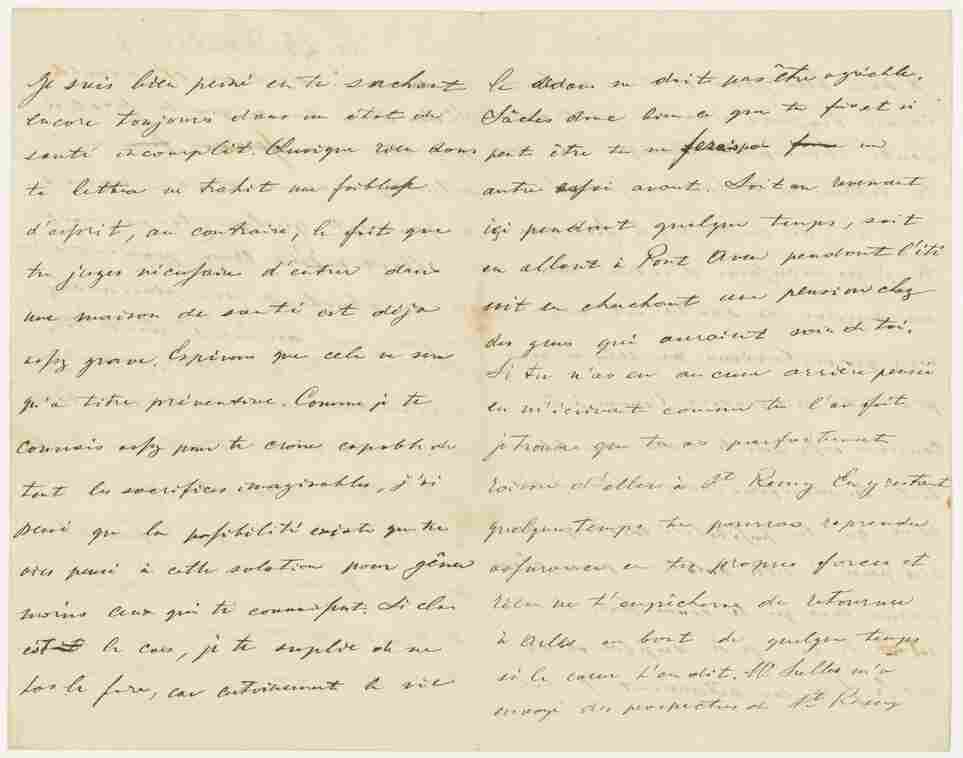 Je suis bien peiné en te sachant
encore toujours dans un état de
santé incomplèt. Quoique rien dans
ta lettre ne trahit une faiblesse
d'esprit, au contraire, le fait que
tu juges nécessaire d'entrer dans
une maison de santé est déja
assez grave. Espérons que cela ne sera
qu'à titre préventive. Comme je te
connais assez pour te croire capable de
tout les sacrifices imaginables, j'ai
pensé que la possibilité existe que tu
aies pensé à cette solution pour gêner
moins ceux qui te connaissent. Si cela
est le cas, je te supplie de ne
pas le faire, car certainement la vie
là dedans ne doit pas être agréable.
Sâches donc bien ce que tu fais et si
peut être tu ne ferais pas un
autre essai avant. Soit en revenant
ici pendant quelque temps, soit
en allant à Pont Aven pendant l'été
soit en cherchant une pension chez
des gens qui auraient soin de toi.
Si tu n'as eu aucune arrière pensée
en m'écrivant comme tu l'as fait
je trouve que tu as parfaitement
raison d'aller à St Remy. En y restant
quelque temps tu pourras reprendre
assurance en tes propres forces et
rien ne t'empêchera de retourner
à Arles au bout de quelque temps
si le cœur t'en dit. Mr Salles m'a
envoyé des prospectus de St Remy